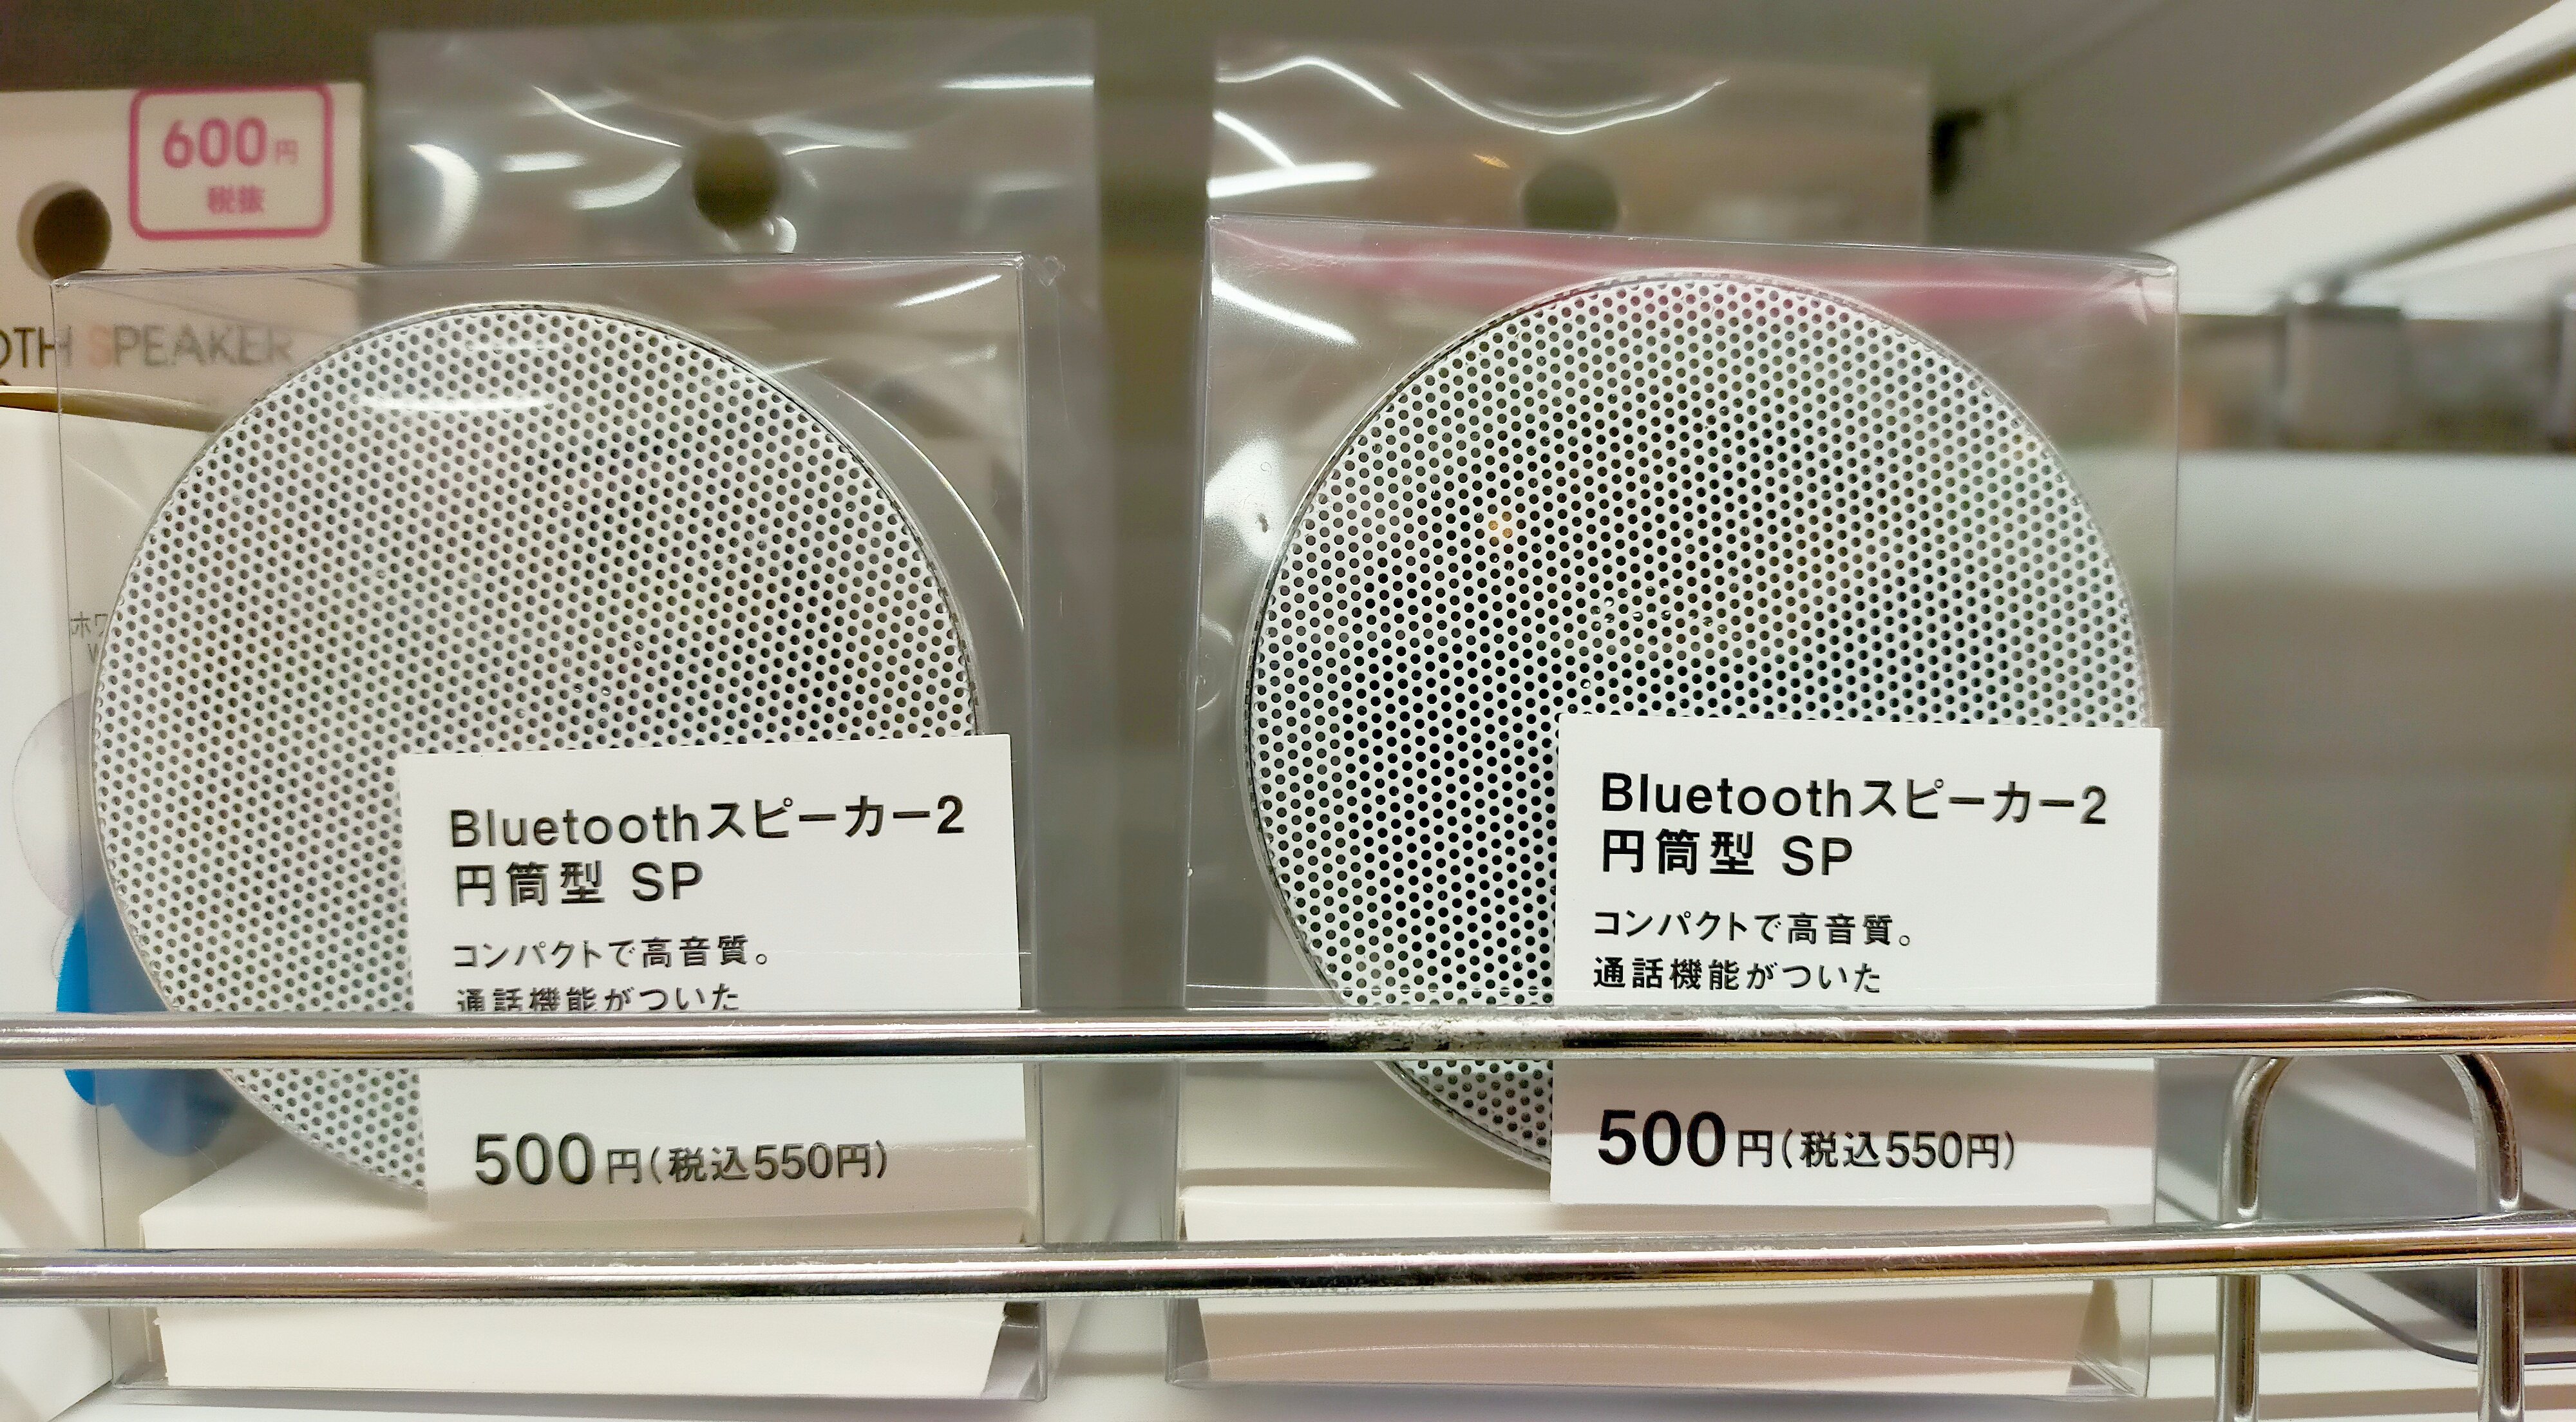 600円
税抜
OTH SPEAKER
Bluetoothスピーカー2
円筒型 SP
コンパクトで高音質。
通話機能がついた
500円(税込550円)
Bluetoothスピーカー2
円筒型 SP
コンパクトで高音質。
通話機能がついた
500円(税込550円)